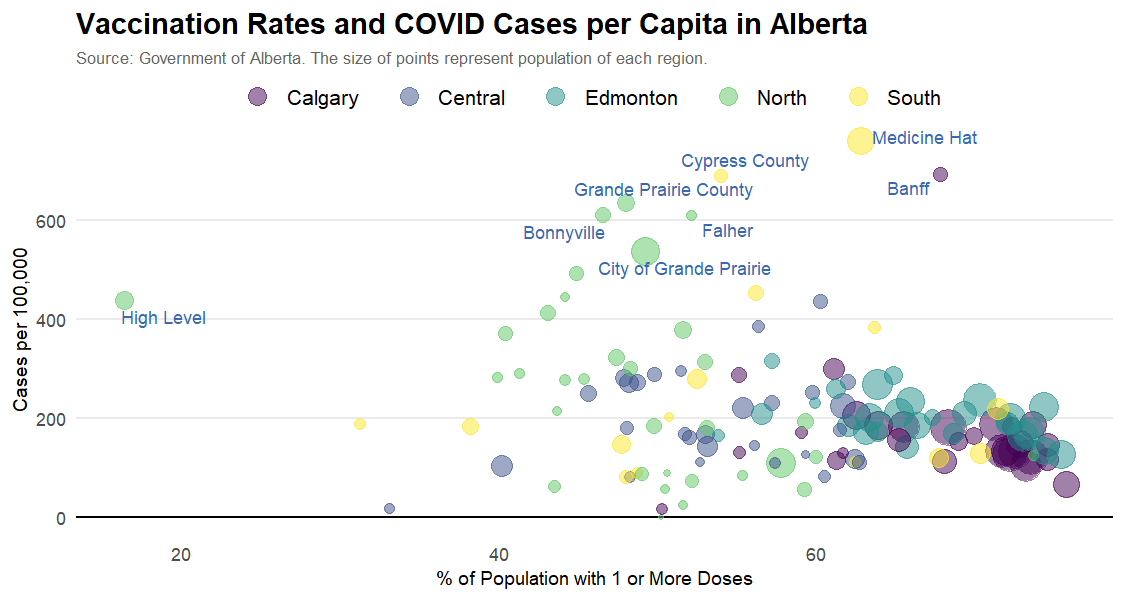 Vaccination Rates and COVID Cases per Capita in Alberta
Source: Government of Alberta. The size of points represent population of each region.
Calgary Central Edmonton North South
Medicine Hat
Cypress County
Banff
Grande Prairie County
Bonnyville
Falher
City of Grande Prairie
High Level
600
400
200
0
Cases per 100,000
20 40 60
% of Population with 1 or More Doses